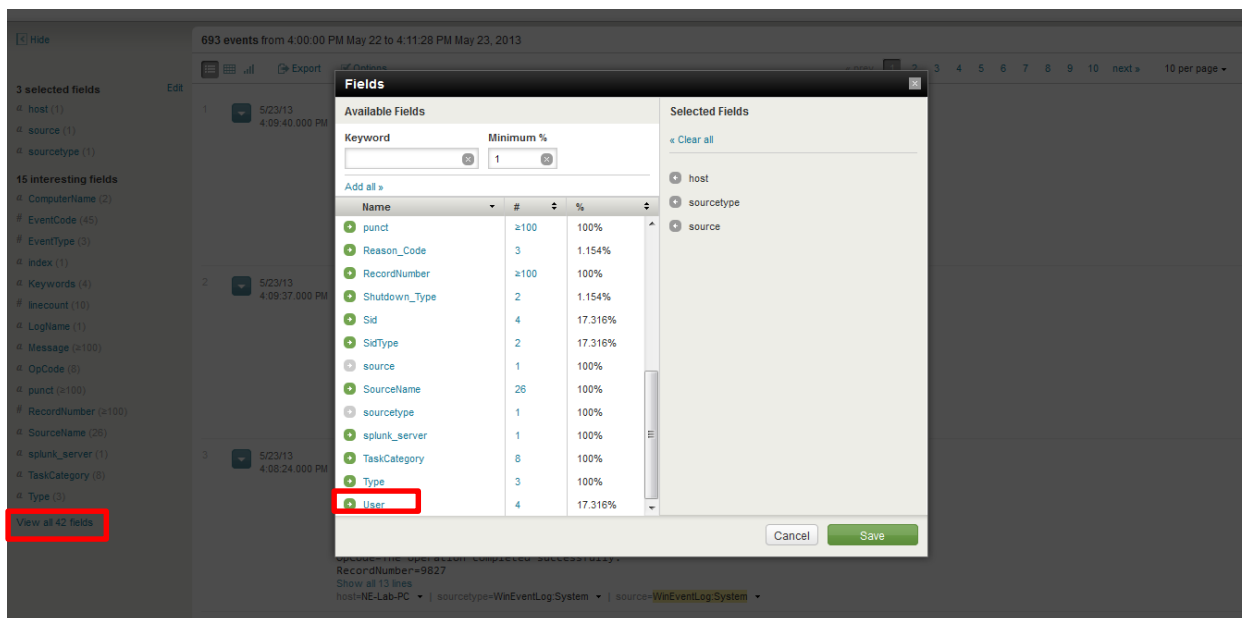 Hide
693 events from 4:00:00 PM May 22 to 4:11:28 PM May 23, 2013
Export Options « prev 1 2 3 4 5 6 7 8 9 10 next » 10 per page
3 selected fields Edit
a host (1)
a source (1)
a sourcetype (1)
15 interesting fields
a ComputerName (2)
# EventCode (45)
# EventType (3)
a index (1)
a Keywords (4)
# linecount (10)
a LogName (1)
a Message (≥100)
a OpCode (8)
a punct (≥100)
# RecordNumber (≥100)
a SourceName (26)
a splunk_server (1)
a TaskCategory (8)
a Type (3)
View all 42 fields
1 5/23/13
4:09:40.000 PM
2 5/23/13
4:09:37.000 PM
3 5/23/13
4:08:24.000 PM
Fields
Available Fields
Keyword Minimum %
1
Add all »
Name # %
punct ≥100 100%
Reason_Code 3 1.154%
RecordNumber ≥100 100%
Shutdown_Type 2 1.154%
Sid 4 17.316%
SidType 2 17.316%
source 1 100%
SourceName 26 100%
sourcetype 1 100%
splunk_server 1 100%
TaskCategory 8 100%
Type 3 100%
User 4 17.316%
Selected Fields
« Clear all
host
sourcetype
source
Cancel Save
OpCode=The operation completed successfully.
RecordNumber=9827
Show all 13 lines
host=NE-Lab-PC | sourcetype=WinEventLog:System | source=WinEventLog:System